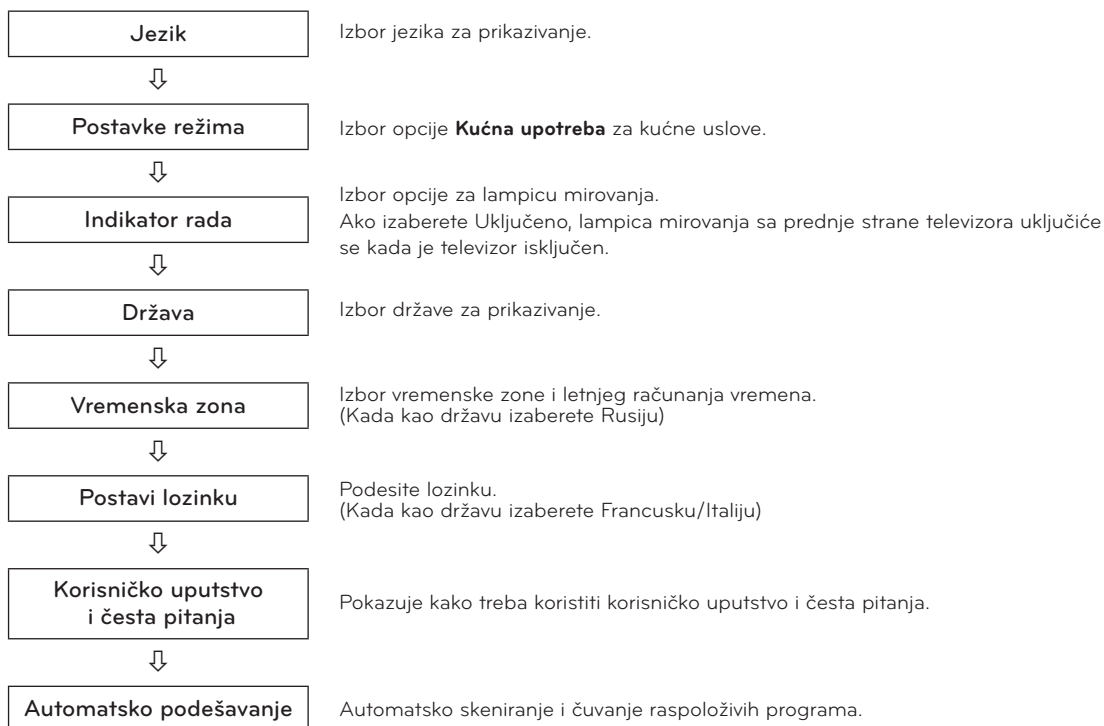 Jezik
Izbor jezika za prikazivanje.
Postavke režima
Izbor opcije Kućna upotreba za kućne uslove.
Indikator rada
Izbor opcije za lampicu mirovanja.
Ako izaberete Uključeno, lampica mirovanja sa prednje strane televizora uključiće
se kada je televizor isključen.
Država
Izbor države za prikazivanje.
Vremenska zona
Izbor vremenske zone i letnjeg računanja vremena.
(Kada kao državu izaberete Rusiju)
Postavi lozinku
Podesite lozinku.
(Kada kao državu izaberete Francusku/Italiju)
Korisničko uputstvo
i česta pitanja
Pokazuje kako treba koristiti korisničko uputstvo i česta pitanja.
Automatsko podešavanje
Automatsko skeniranje i čuvanje raspoloživih programa.